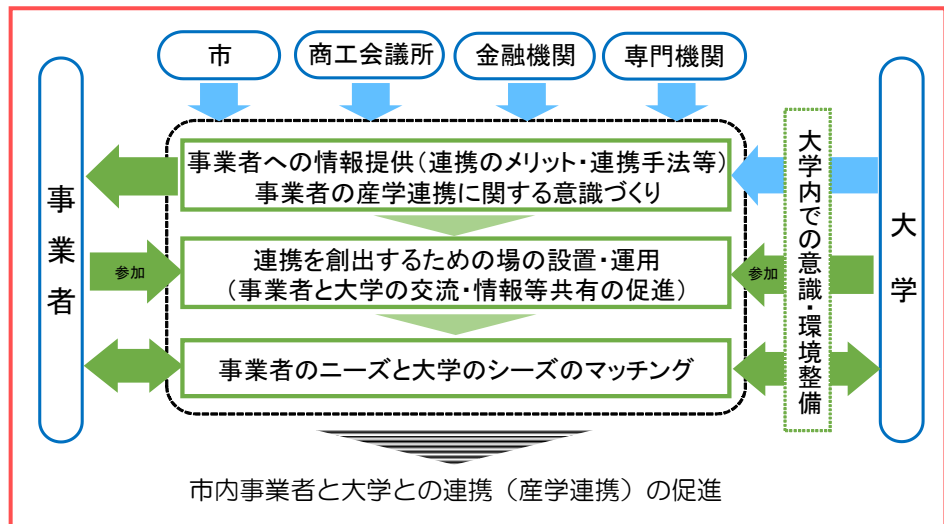 市
商工会議所
金融機関
専門機関
事業者
事業者への情報提供(連携のメリット・連携手法等)
事業者の産学連携に関する意識づくり
参加
連携を創出するための場の設置・運用
(事業者と大学の交流・情報等共有の促進)
参加
事業者のニーズと大学のシーズのマッチング
大学内での意識・環境整備
大学
市内事業者と大学との連携(産学連携)の促進